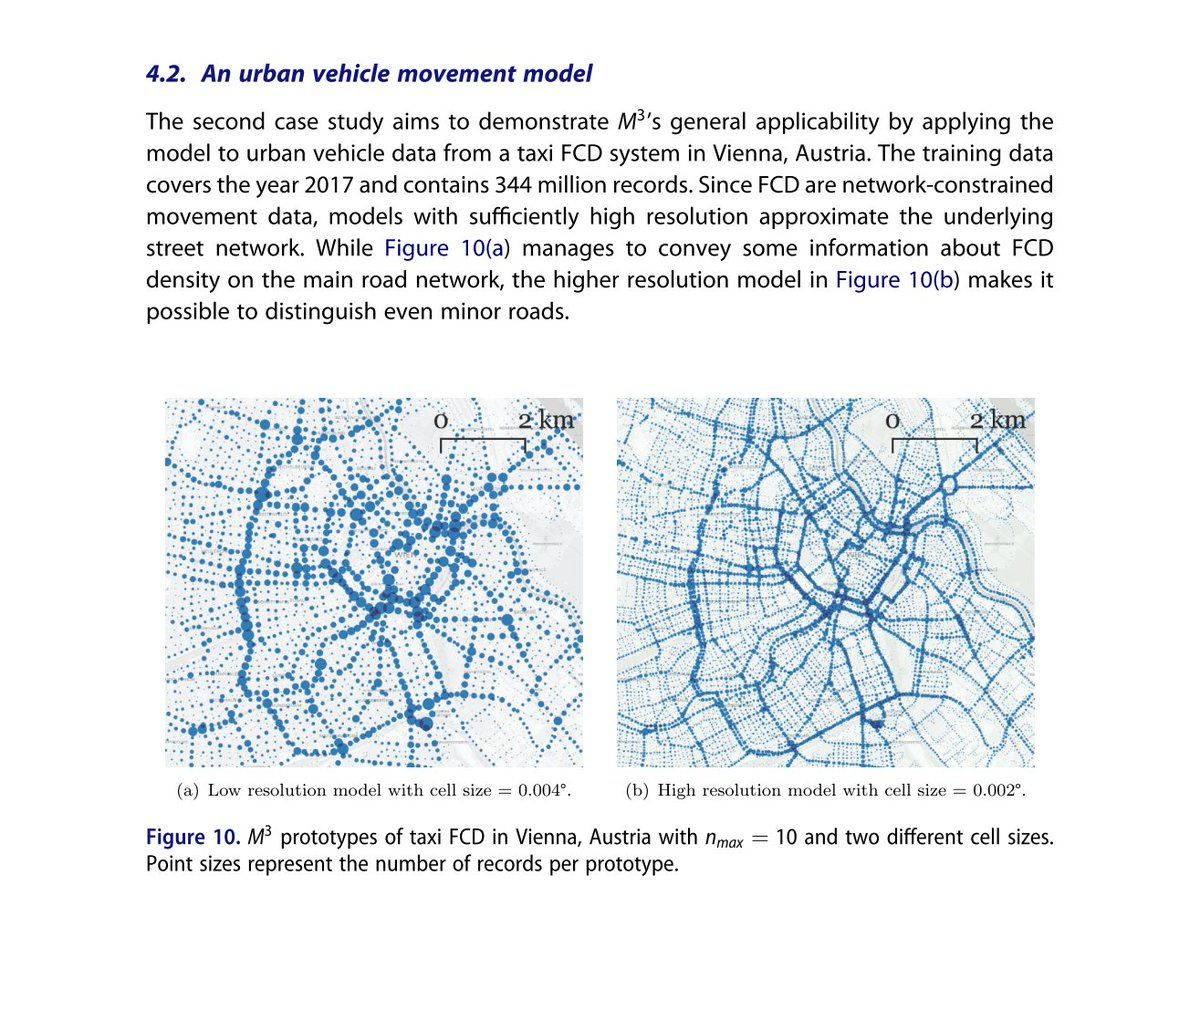 4.2. An urban vehicle movement model
The second case study aims to demonstrate M³'s general applicability by applying the
model to urban vehicle data from a taxi FCD system in Vienna, Austria. The training data
covers the year 2017 and contains 344 million records. Since FCD are network-constrained
movement data, models with sufficiently high resolution approximate the underlying
street network. While Figure 10(a) manages to convey some information about FCD
density on the main road network, the higher resolution model in Figure 10(b) makes it
possible to distinguish even minor roads.
0 2 km
0 2 km
(a) Low resolution model with cell size = 0.004°.
(b) High resolution model with cell size = 0.002°.
Figure 10. M³ prototypes of taxi FCD in Vienna, Austria with nmax = 10 and two different cell sizes.
Point sizes represent the number of records per prototype.